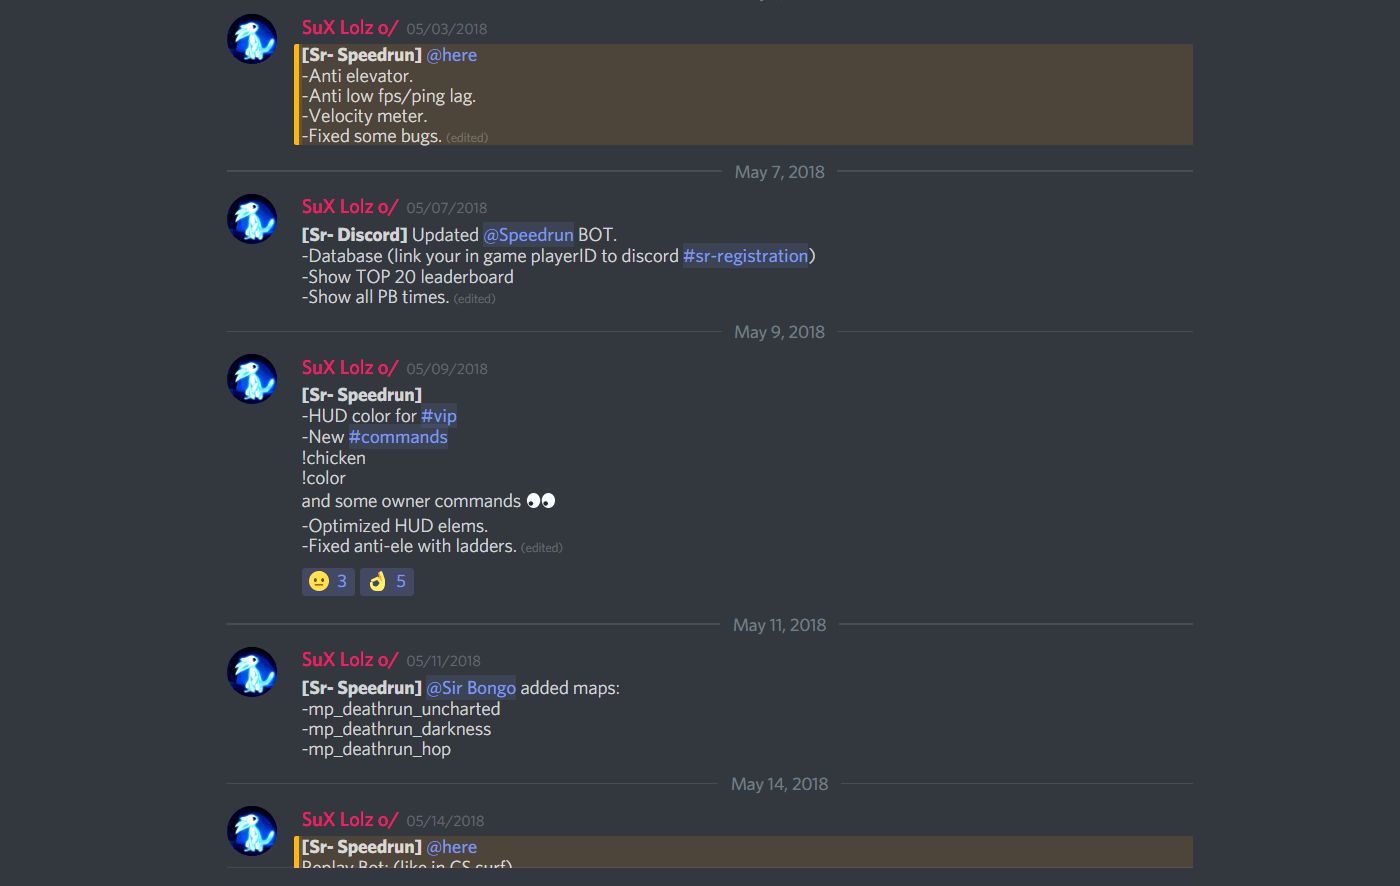 SuX Lolz o/ 05/03/2018
[Sr- Speedrun] @here
-Anti elevator.
-Anti low fps/ping lag.
-Velocity meter.
-Fixed some bugs. (edited)
May 7, 2018
SuX Lolz o/ 05/07/2018
[Sr- Discord] Updated @Speedrun BOT.
-Database (link your in game playerID to discord #sr-registration)
-Show TOP 20 leaderboard
-Show all PB times. (edited)
May 9, 2018
SuX Lolz o/ 05/09/2018
[Sr- Speedrun]
-HUD color for #vip
-New #commands
!chicken
!color
and some owner commands 👀
-Optimized HUD elems.
-Fixed anti-ele with ladders. (edited)
😐 3 👌 5
May 11, 2018
SuX Lolz o/ 05/11/2018
[Sr- Speedrun] @Sir Bongo added maps:
-mp_deathrun_uncharted
-mp_deathrun_darkness
-mp_deathrun_hop
May 14, 2018
SuX Lolz o/ 05/14/2018
[Sr- Speedrun] @here
Replay Bot: (like in CS surf)